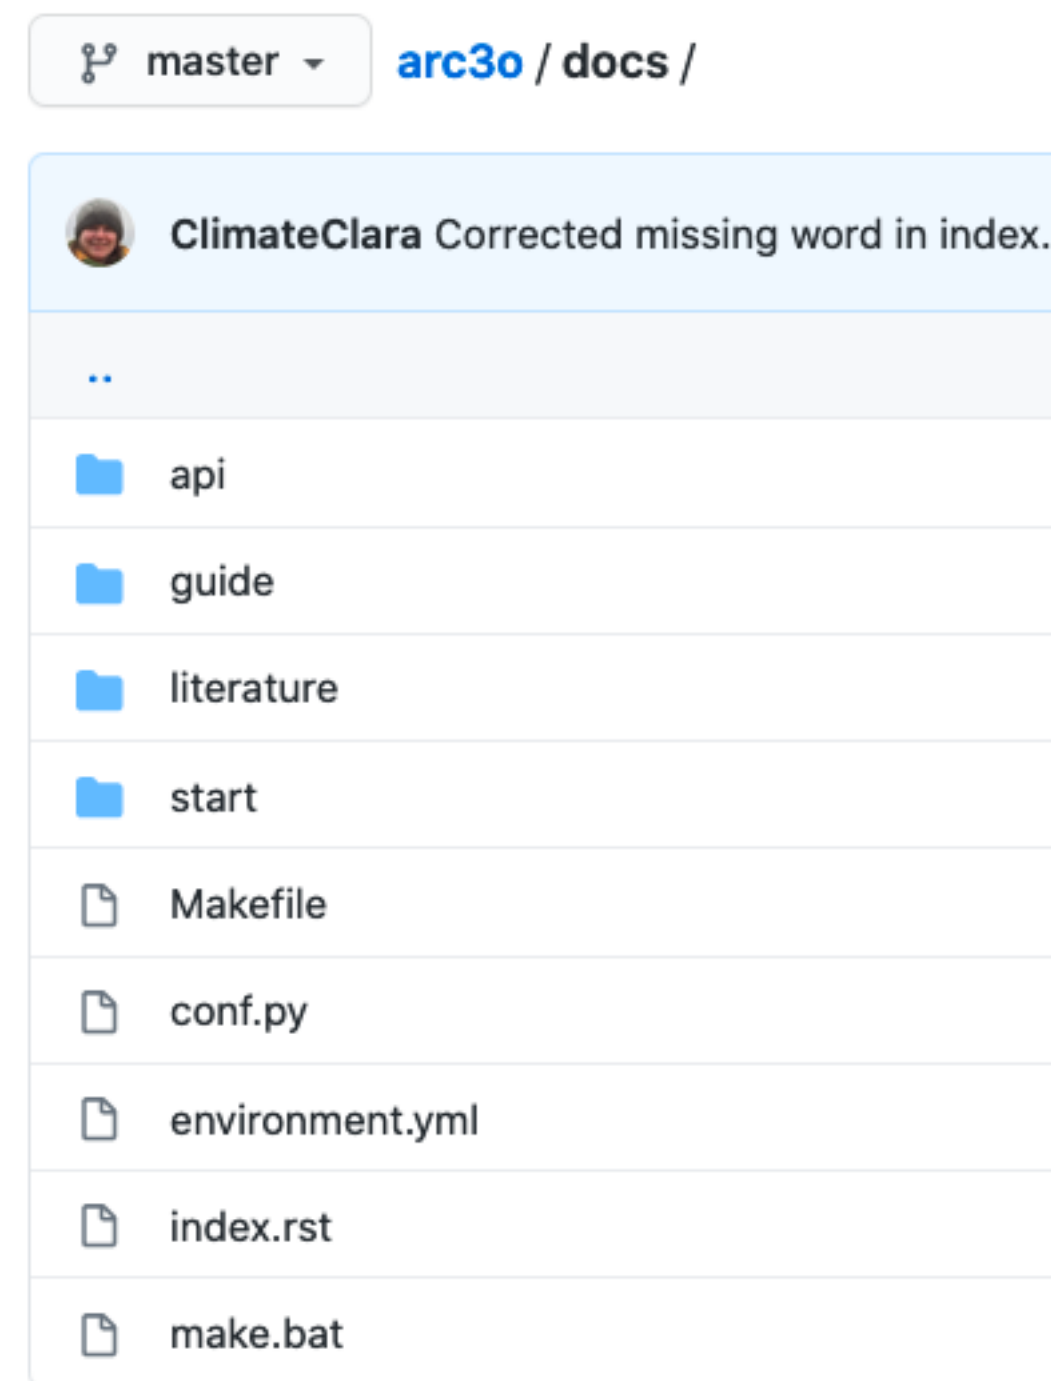 master arc3o / docs /
ClimateClara Corrected missing word in index.
..
api
guide
literature
start
Makefile
conf.py
environment.yml
index.rst
make.bat